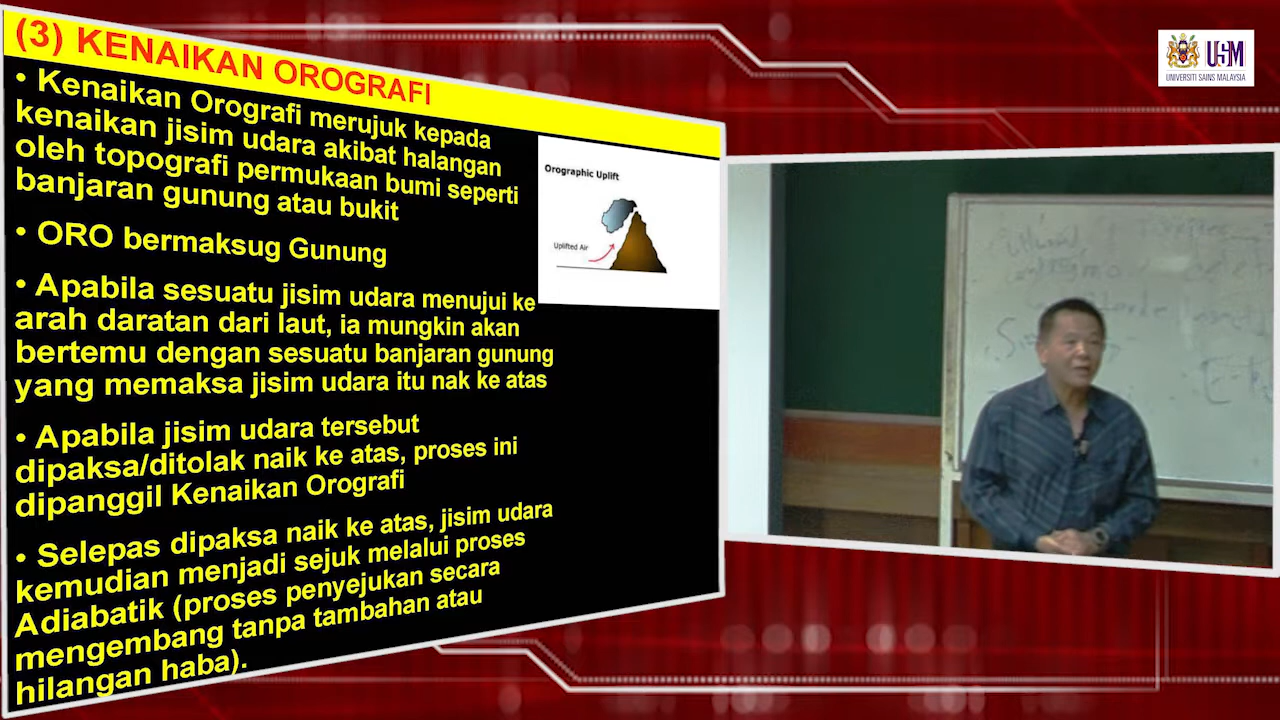 (3) KENAIKAN OROGRAFI
• Kenaikan Orografi merujuk kepada
kenaikan jisim udara akibat halangan
oleh topografi permukaan bumi seperti
banjaran gunung atau bukit
• ORO bermaksug Gunung
• Apabila sesuatu jisim udara menujui ke
arah daratan dari laut, ia mungkin akan
bertemu dengan sesuatu banjaran gunung
yang memaksa jisim udara itu nak ke atas
• Apabila jisim udara tersebut
dipaksa/ditolak naik ke atas, proses ini
dipanggil Kenaikan Orografi
• Selepas dipaksa naik ke atas, jisim udara
kemudian menjadi sejuk melalui proses
Adiabatik (proses penyejukan secara
mengembang tanpa tambahan atau
hilangan haba).
Orographic Uplift
Uplifted Air
USM
UNIVERSITI SAINS MALAYSIA